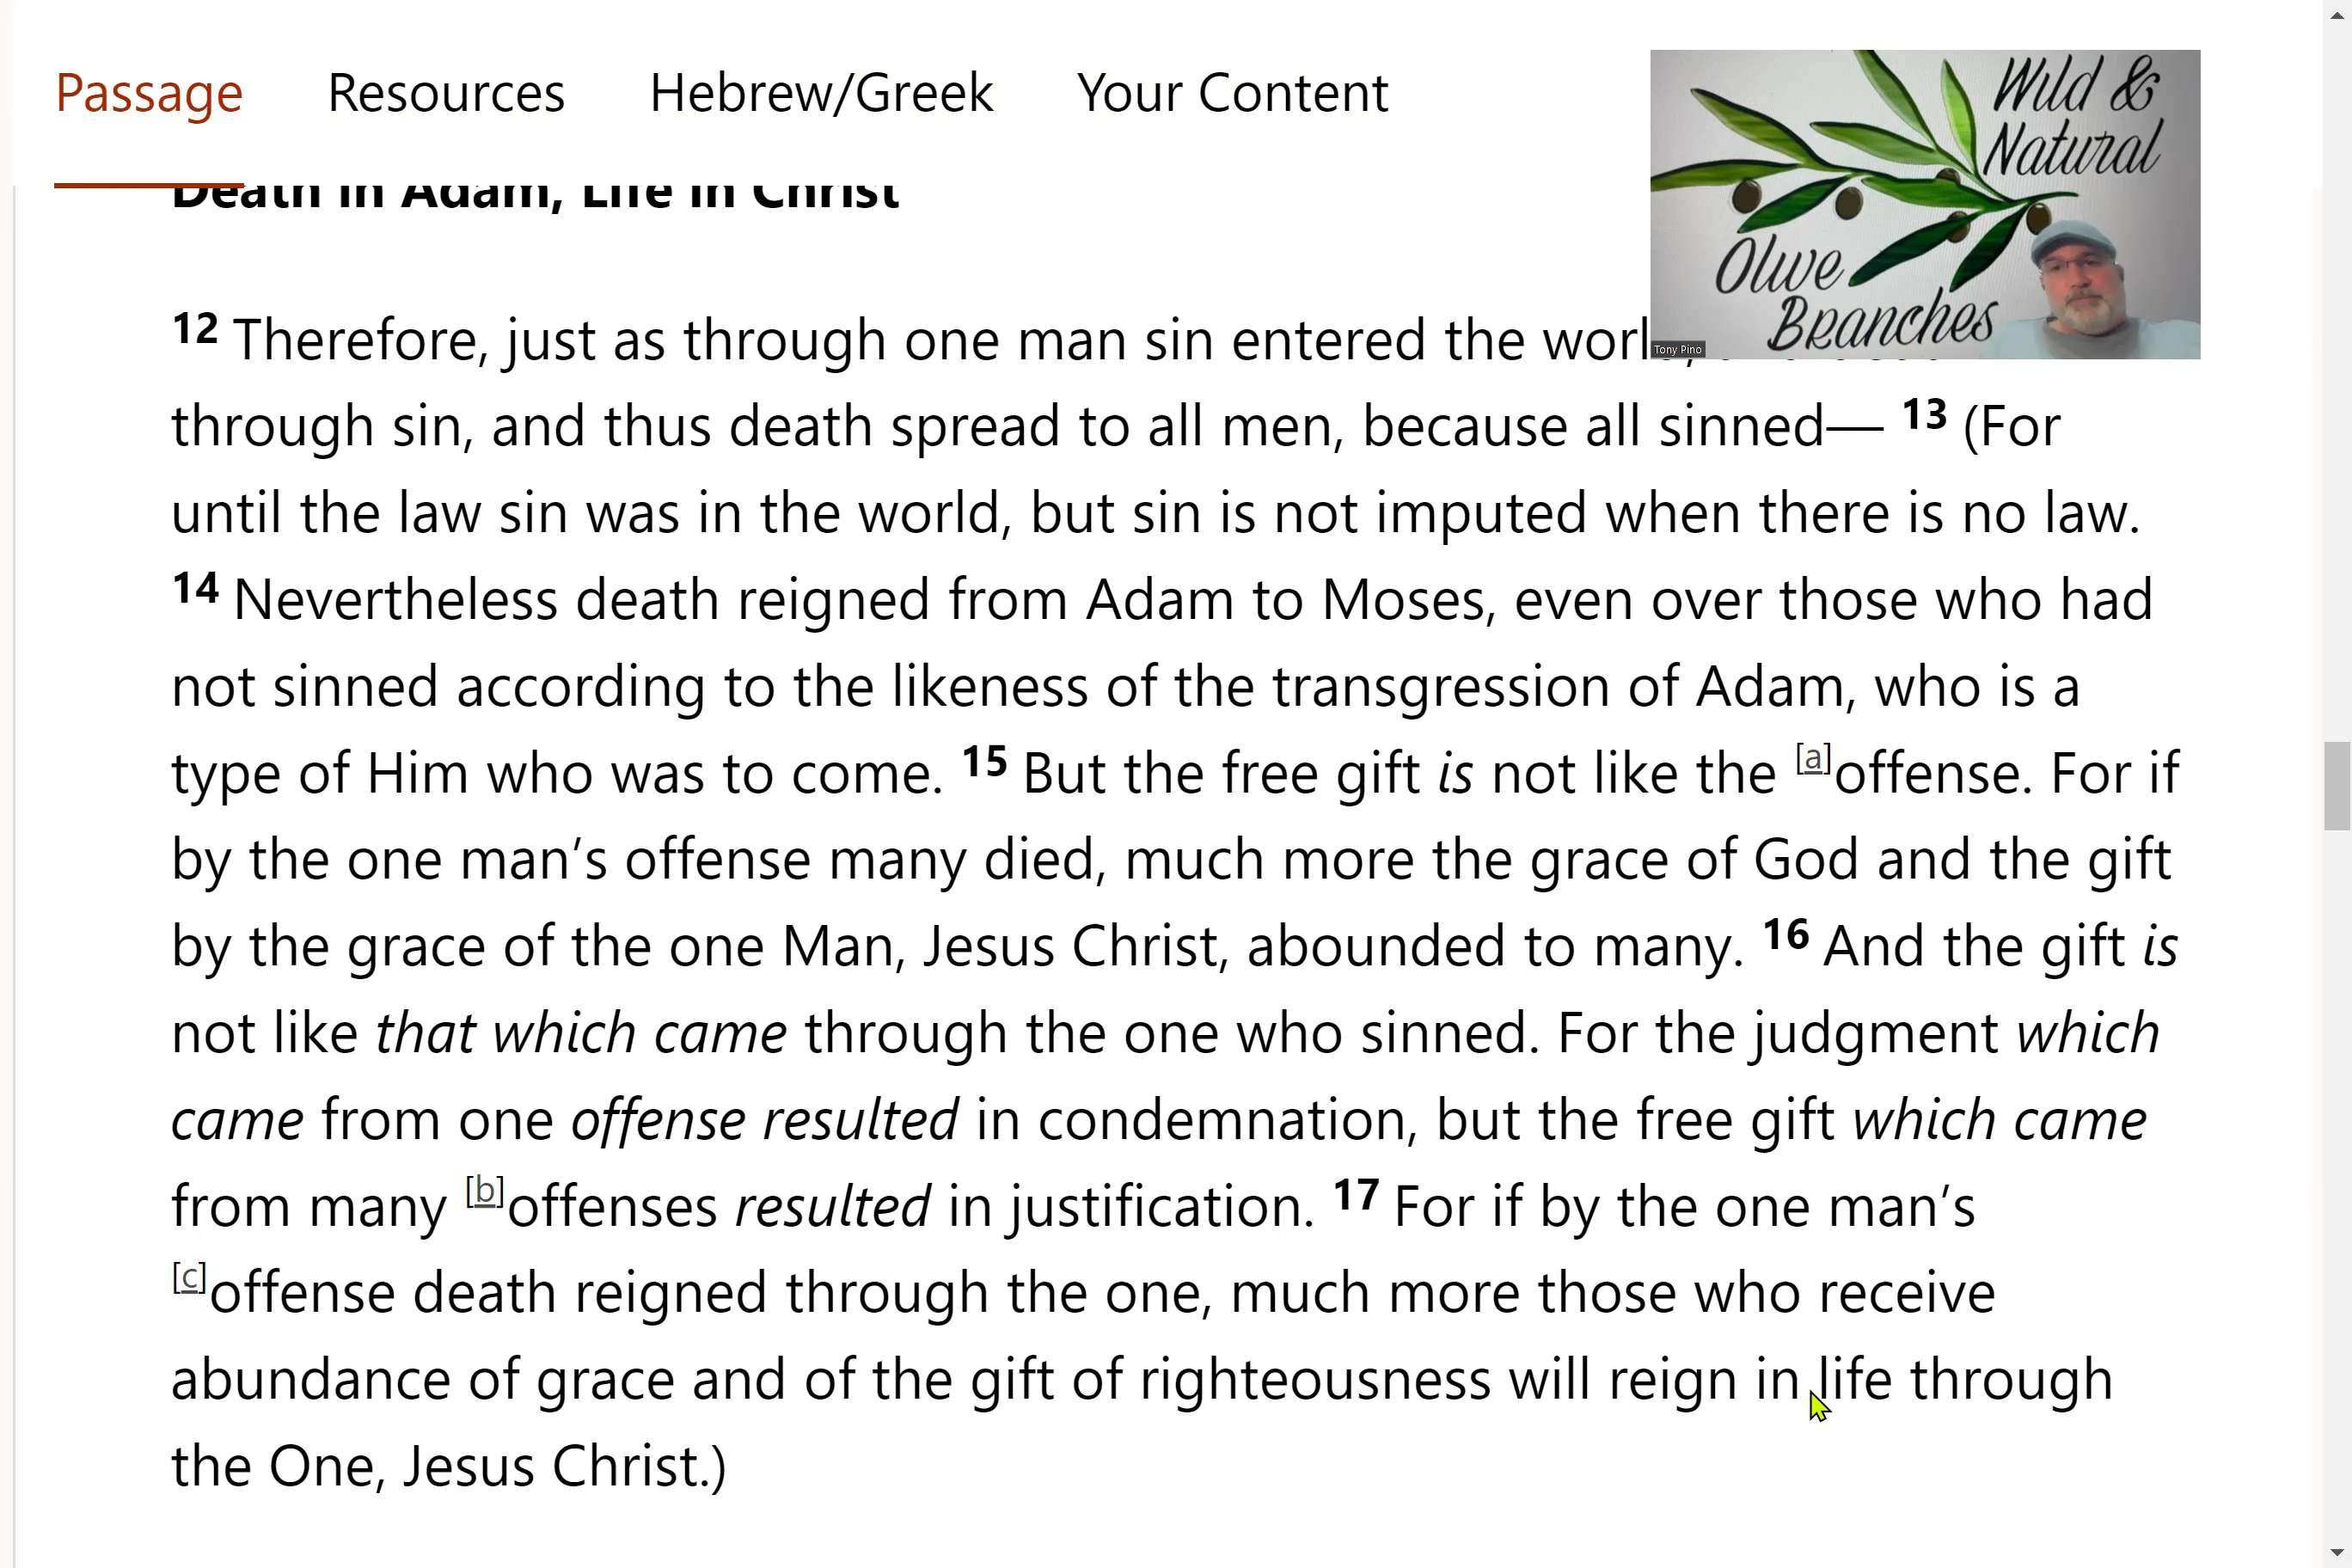 Passage Resources Hebrew/Greek Your Content
Wild &
Natural
Olive
Branches
Tony Pino
Death in Adam, Life in Christ
12 Therefore, just as through one man sin entered the
through sin, and thus death spread to all men, because all sinned— 13 (For
until the law sin was in the world, but sin is not imputed when there is no law.
14 Nevertheless death reigned from Adam to Moses, even over those who had
not sinned according to the likeness of the transgression of Adam, who is a
type of Him who was to come. 15 But the free gift is not like the [a]offense. For if
by the one man’s offense many died, much more the grace of God and the gift
by the grace of the one Man, Jesus Christ, abounded to many. 16 And the gift is
not like that which came through the one who sinned. For the judgment which
came from one offense resulted in condemnation, but the free gift which came
from many [b]offenses resulted in justification. 17 For if by the one man’s
[c]offense death reigned through the one, much more those who receive
abundance of grace and of the gift of righteousness will reign in life through
the One, Jesus Christ.)